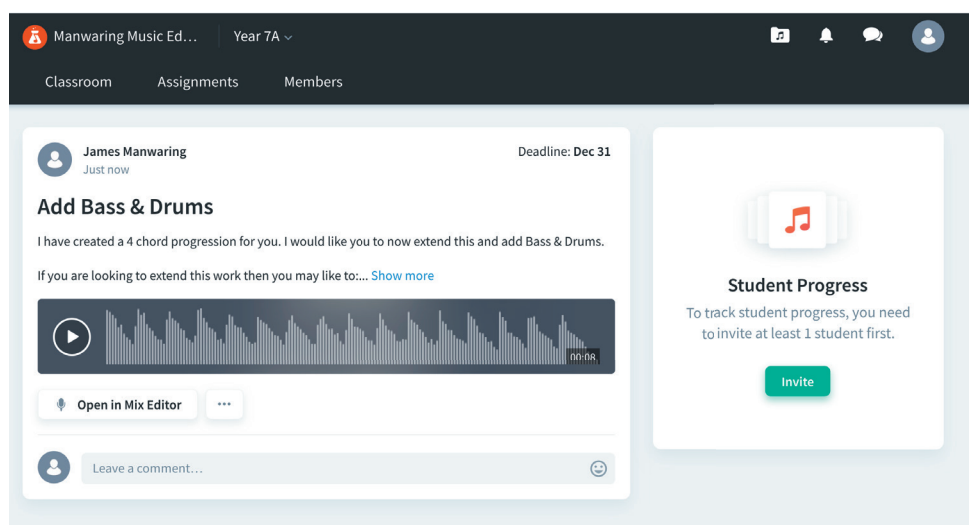 Manwaring Music Ed... Year 7A
Classroom Assignments Members
James Manwaring
Just now
Deadline: Dec 31
Add Bass & Drums
I have created a 4 chord progression for you. I would like you to now extend this and add Bass & Drums.
If you are looking to extend this work then you may like to:... Show more
00:08
Open in Mix Editor
Leave a comment...
Student Progress
To track student progress, you need
to invite at least 1 student first.
Invite